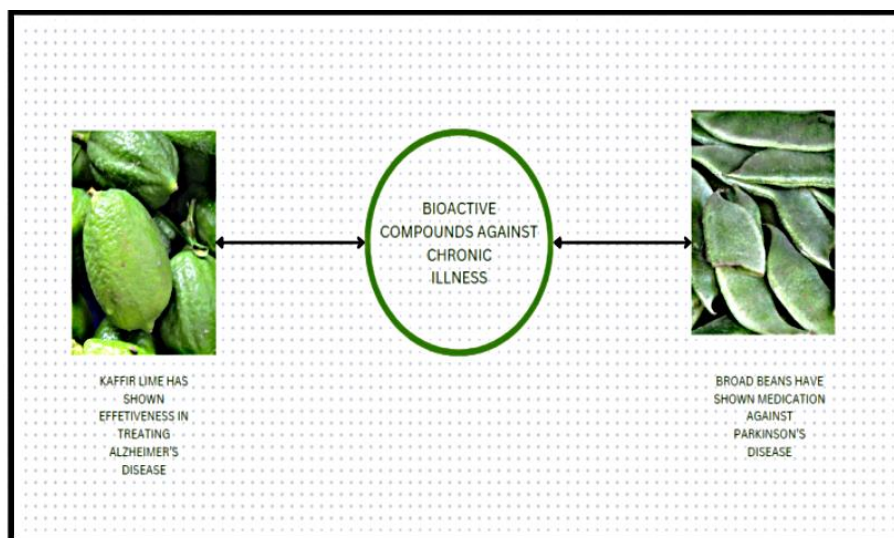 BIOACTIVE
COMPOUNDS AGAINST
CHRONIC
ILLNESS
KAFFIR LIME HAS
SHOWN
EFFETIVENESS IN
TREATING
ALZHEIMER'S
DISEASE
BROAD BEANS HAVE
SHOWN MEDICATION
AGAINST
PARKINSON'S
DISEASE